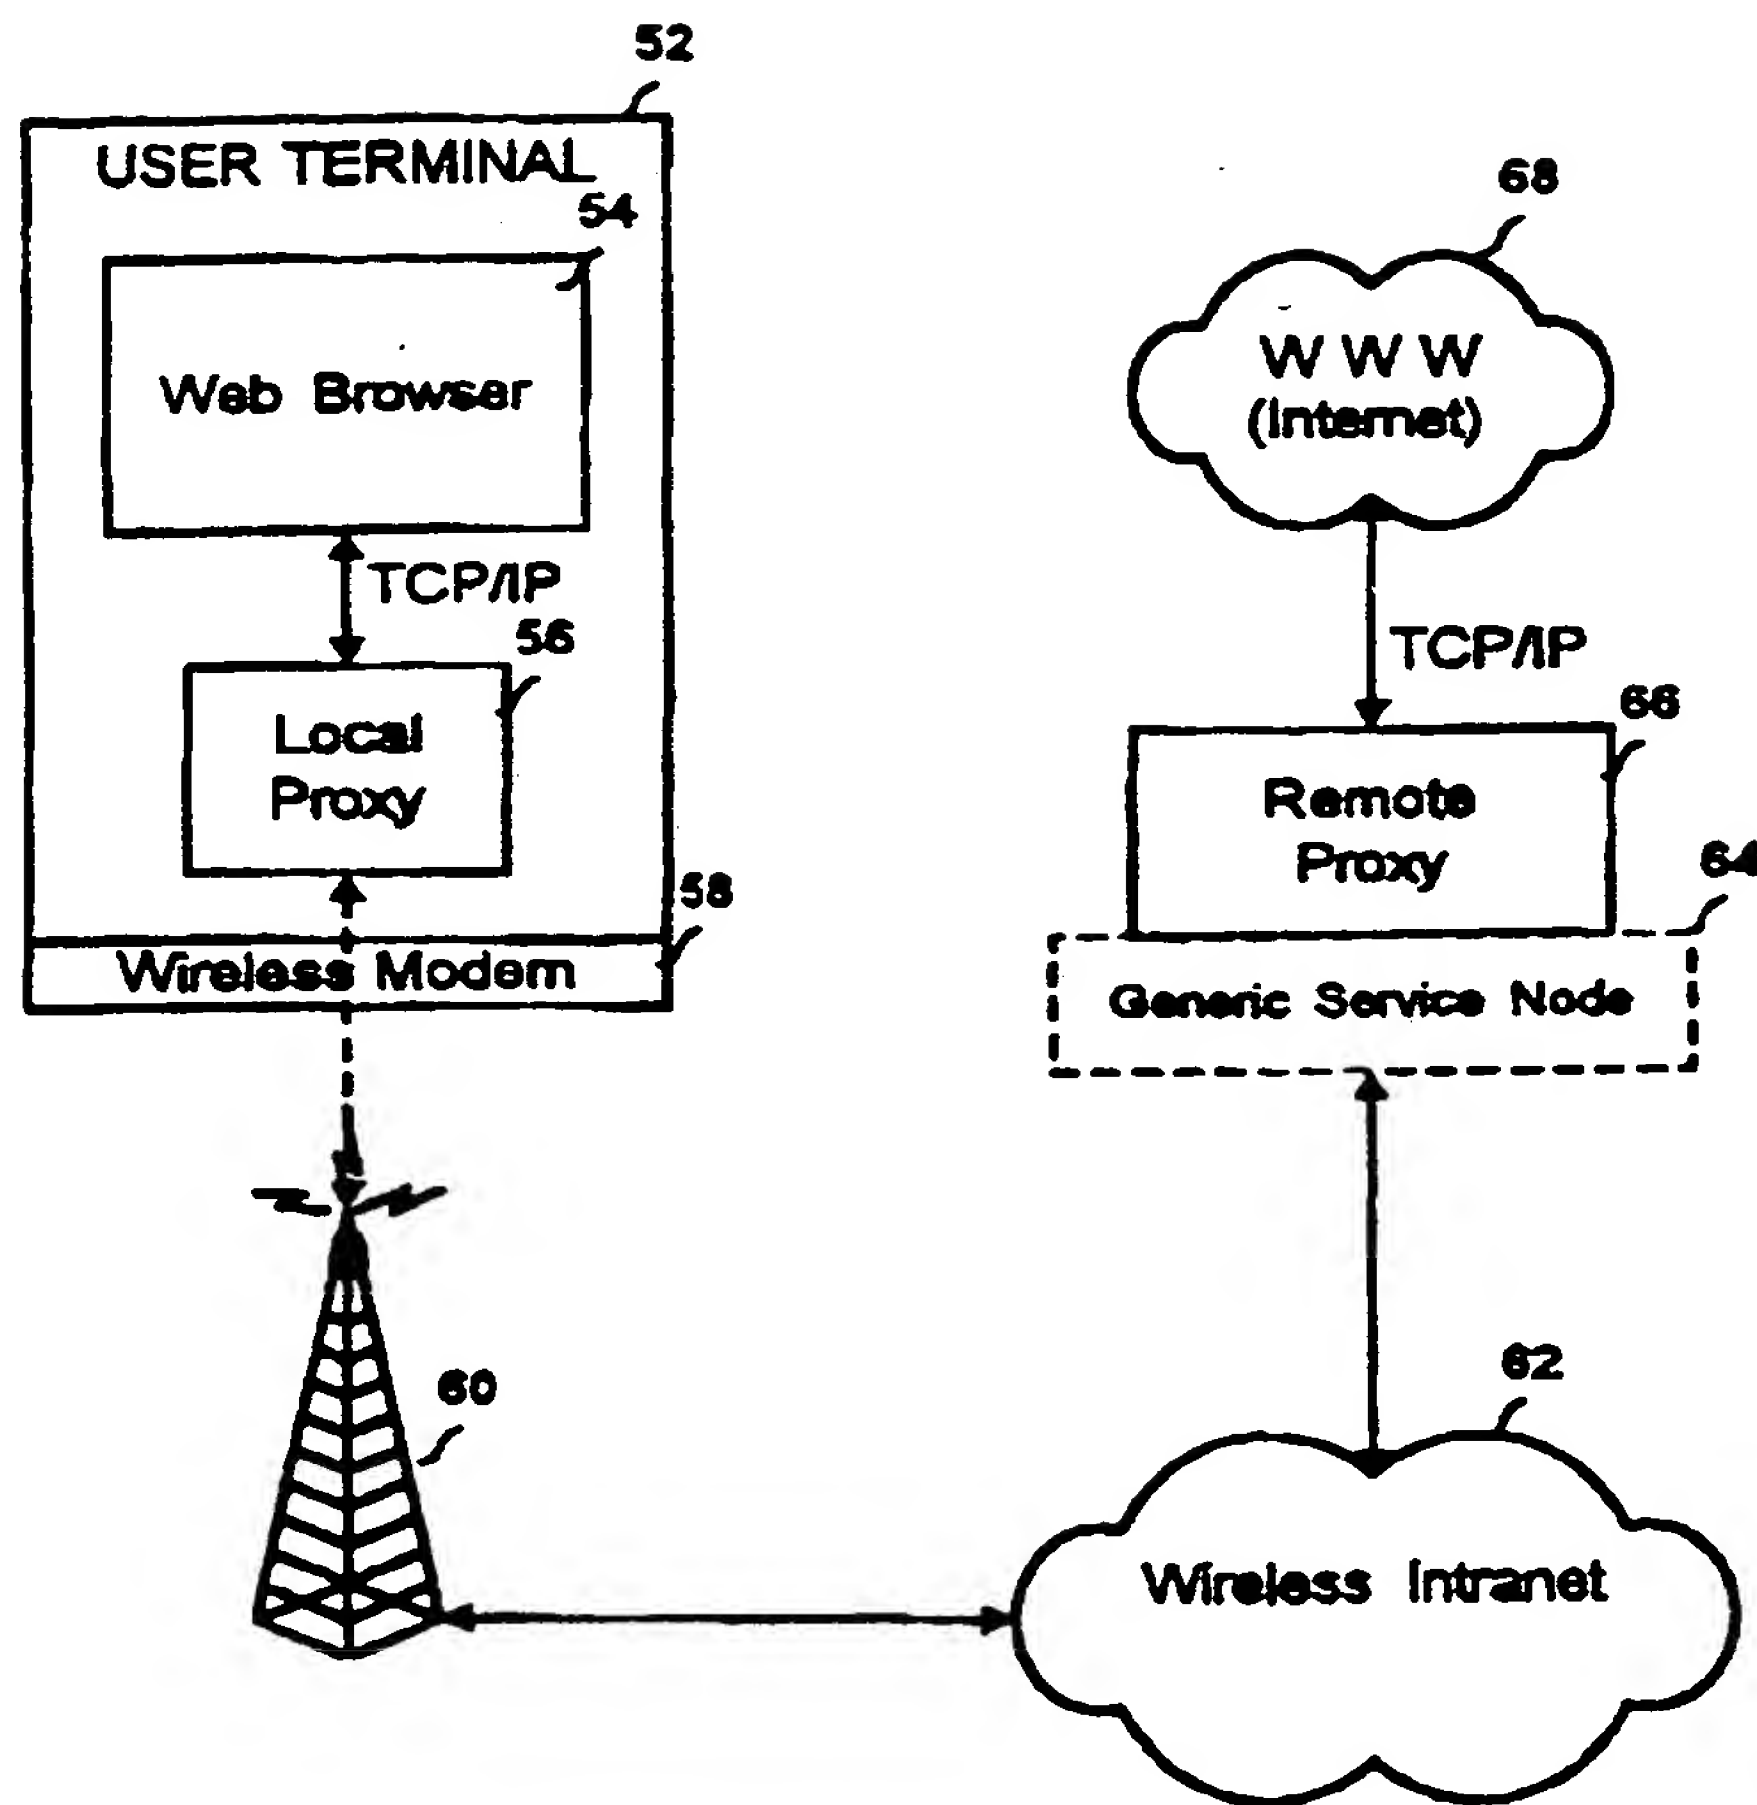 52
USER TERMINAL
54
Web Browser
TCP/IP
56
Local
Proxy
58
Wireless Modem
60
68
W W W
(Internet)
TCP/IP
66
Remote
Proxy
64
Generic Service Node
62
Wireless Intranet